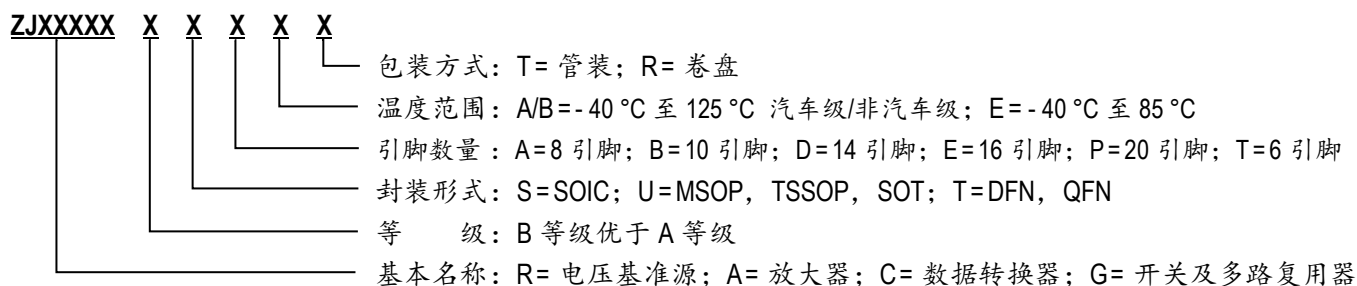 ZJXXXXX X X X X X
包装方式：T= 管装；R= 卷盘
温度范围：A/B=- 40 °C 至 125 °C 汽车级/非汽车级；E=- 40 °C 至 85 °C
引脚数量 ：A=8 引脚；B=10 引脚；D=14 引脚；E=16 引脚；P=20 引脚；T=6 引脚
封装形式：S=SOIC；U=MSOP，TSSOP，SOT；T=DFN，QFN
等 级：B 等级优于 A 等级
基本名称：R= 电压基准源；A= 放大器；C= 数据转换器；G= 开关及多路复用器